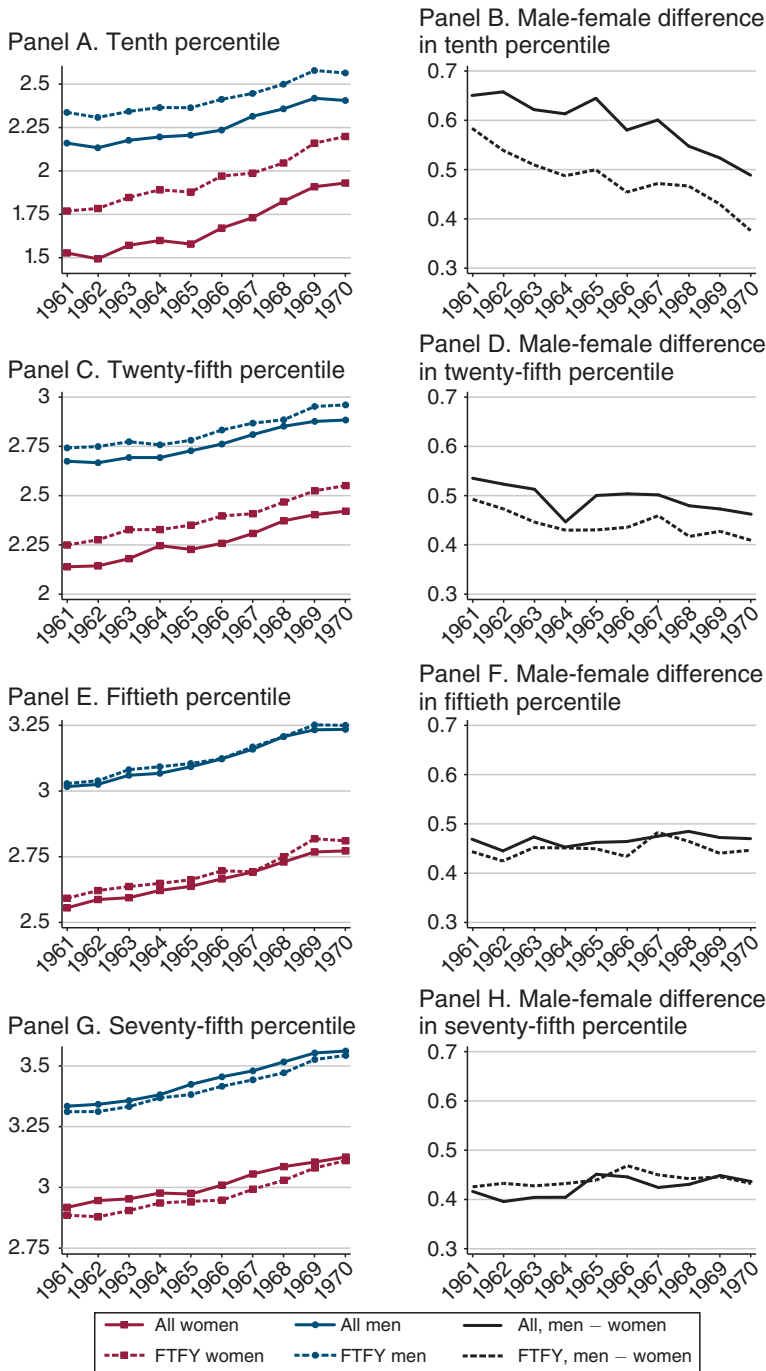 Panel A. Tenth percentile
2.5
2.25
2
1.75
1.5
1961 1962 1963 1964 1965 1966 1967 1968 1969 1970
Panel B. Male-female difference
in tenth percentile
0.7
0.6
0.5
0.4
0.3
1961 1962 1963 1964 1965 1966 1967 1968 1969 1970
Panel C. Twenty-fifth percentile
3
2.75
2.5
2.25
2
1961 1962 1963 1964 1965 1966 1967 1968 1969 1970
Panel D. Male-female difference
in twenty-fifth percentile
0.7
0.6
0.5
0.4
0.3
1961 1962 1963 1964 1965 1966 1967 1968 1969 1970
Panel E. Fiftieth percentile
3.25
3
2.75
2.5
1961 1962 1963 1964 1965 1966 1967 1968 1969 1970
Panel F. Male-female difference
in fiftieth percentile
0.7
0.6
0.5
0.4
0.3
1961 1962 1963 1964 1965 1966 1967 1968 1969 1970
Panel G. Seventy-fifth percentile
3.5
3.25
3
2.75
1961 1962 1963 1964 1965 1966 1967 1968 1969 1970
Panel H. Male-female difference
in seventy-fifth percentile
0.7
0.6
0.5
0.4
0.3
1961 1962 1963 1964 1965 1966 1967 1968 1969 1970
All women All men All, men − women
FTFY women FTFY men FTFY, men − women